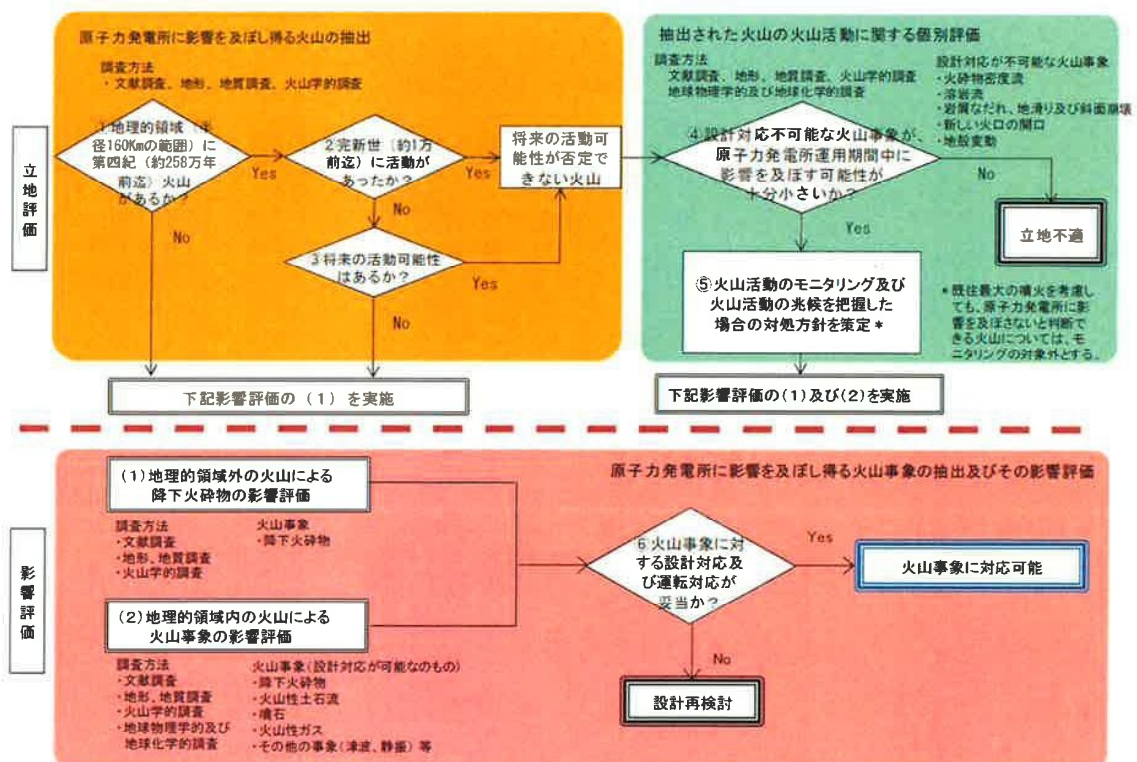 原子力発電所に影響を及ぼし得る火山の抽出
調査方法
・文献調査、地形、地質調査、火山学的調査
立地評価
①地理的領域（半
径160Kmの範囲）に
第四紀（約258万年
前迄）火山
があるか？
Yes
No
2完新世（約1万
前迄）に活動が
あったか？
Yes
No
3将来の活動可能性
はあるか？
Yes
No
将来の活動可
能性が否定で
きない火山
下記影響評価の（1）を実施
抽出された火山の火山活動に関する個別評価
調査方法
文献調査、地形、地質調査、火山学的調査
地球物理学的及び地球化学的調査
設計対応が不可能な火山事象
・火砕物密度流
・溶岩流
・岩屑なだれ、地滑り及び斜面崩壊
・新しい火口の開口
・地殻変動
④設計対応不可能な火山事象が、
原子力発電所運用期間中に
影響を及ぼす可能性が
十分小さいか？
No
Yes
立地不適
⑤火山活動のモニタリング及び
火山活動の兆候を把握した
場合の対処方針を策定＊
＊既往最大の噴火を考慮し
ても、原子力発電所に影
響を及ぼさないと判断で
きる火山については、モ
ニタリングの対象外とする。
下記影響評価の(1)及び(2)を実施
影響評価
原子力発電所に影響を及ぼし得る火山事象の抽出及びその影響評価
(1)地理的領域外の火山による
降下火砕物の影響評価
調査方法
・文献調査
・地形、地質調査
・火山学的調査
火山事象
・降下火砕物
(2)地理的領域内の火山による
火山事象の影響評価
調査方法
・文献調査
・地形、地質調査
・火山学的調査
・地球物理学的及び
地球化学的調査
火山事象(設計対応が可能なのもの)
・降下火砕物
・火山性土石流
・噴石
・火山性ガス
・その他の事象(津波、静振)等
⑥火山事象に対
する設計対応及
び運転対応が
妥当か？
Yes
No
火山事象に対応可能
設計再検討